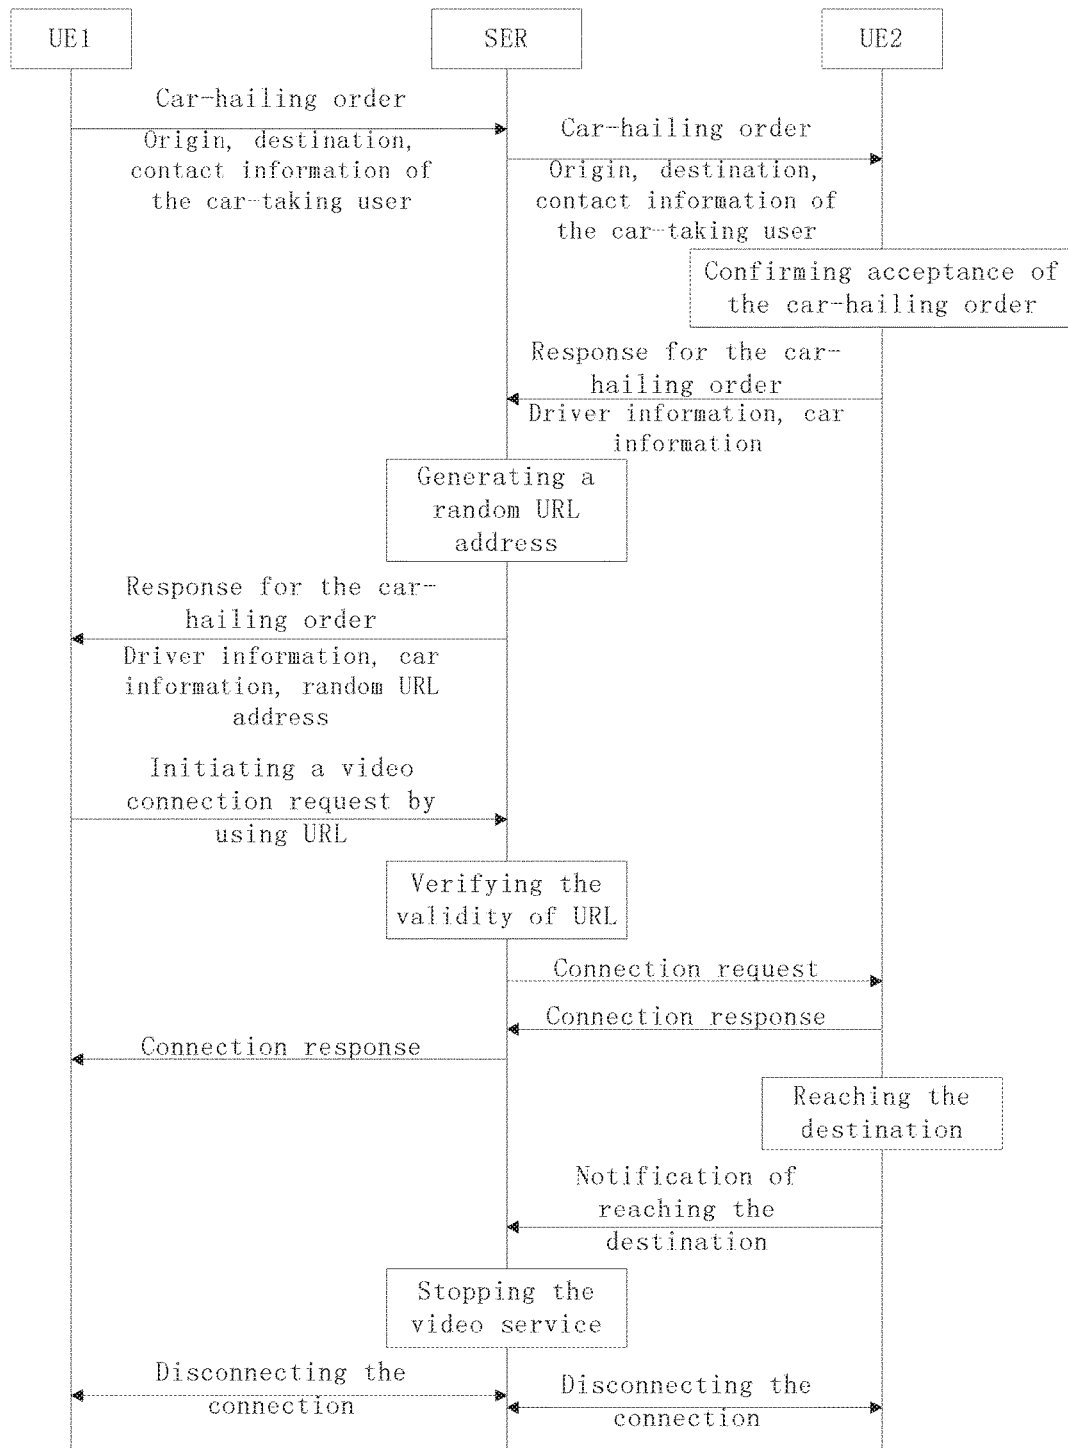 UE1
SER
UE2
Car-hailing order
Origin, destination,
contact information of
the car-taking user
Car-hailing order
Origin, destination,
contact information of
the car-taking user
Confirming acceptance of
the car-hailing order
Response for the car-
hailing order
Driver information, car
information
Generating a
random URL
address
Response for the car-
hailing order
Driver information, car
information, random URL
address
Initiating a video
connection request by
using URL
Verifying the
validity of URL
Connection request
Connection response
Connection response
Reaching the
destination
Notification of
reaching the
destination
Stopping the
video service
Disconnecting the
connection
Disconnecting the
connection